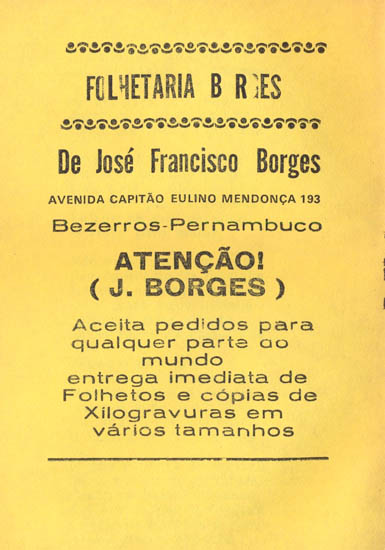 FOLHETARIA B R ES
De José Francisco Borges
AVENIDA CAPITÃO EULINO MENDONÇA 193
Bezerros-Pernambuco
ATENÇÃO!
( J. BORGES )
Aceita pedidos para
qualquer parte do
mundo
entrega imediata de
Folhetos e cópias de
Xilogravuras em
vários tamanhos